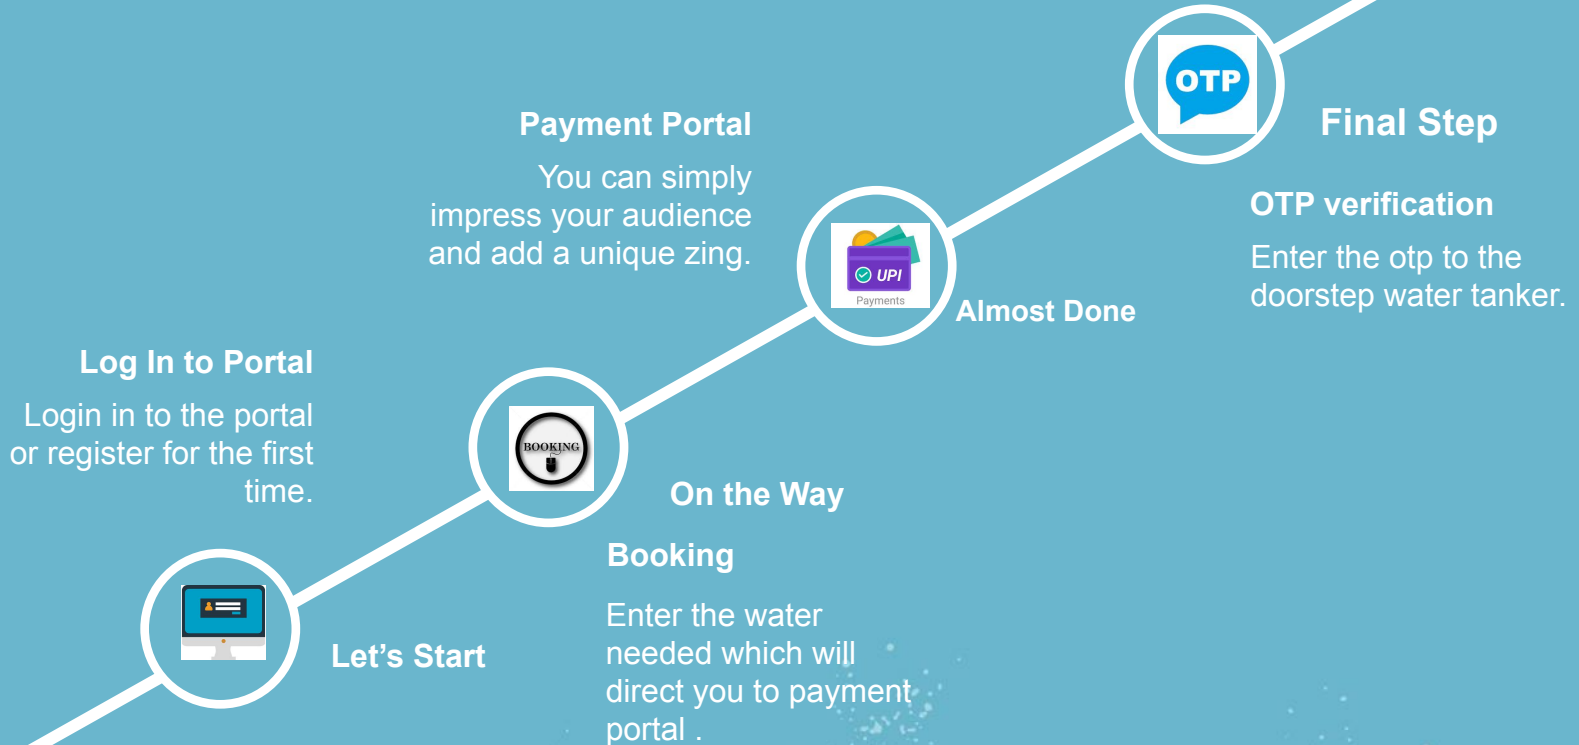 Log In to Portal
Login in to the portal
or register for the first
time.
Let's Start
BOOKING
On the Way
Booking
Enter the water
needed which will
direct you to payment
portal .
Payment Portal
You can simply
impress your audience
and add a unique zing.
UPI
Payments
Almost Done
OTP
Final Step
OTP verification
Enter the otp to the
doorstep water tanker.